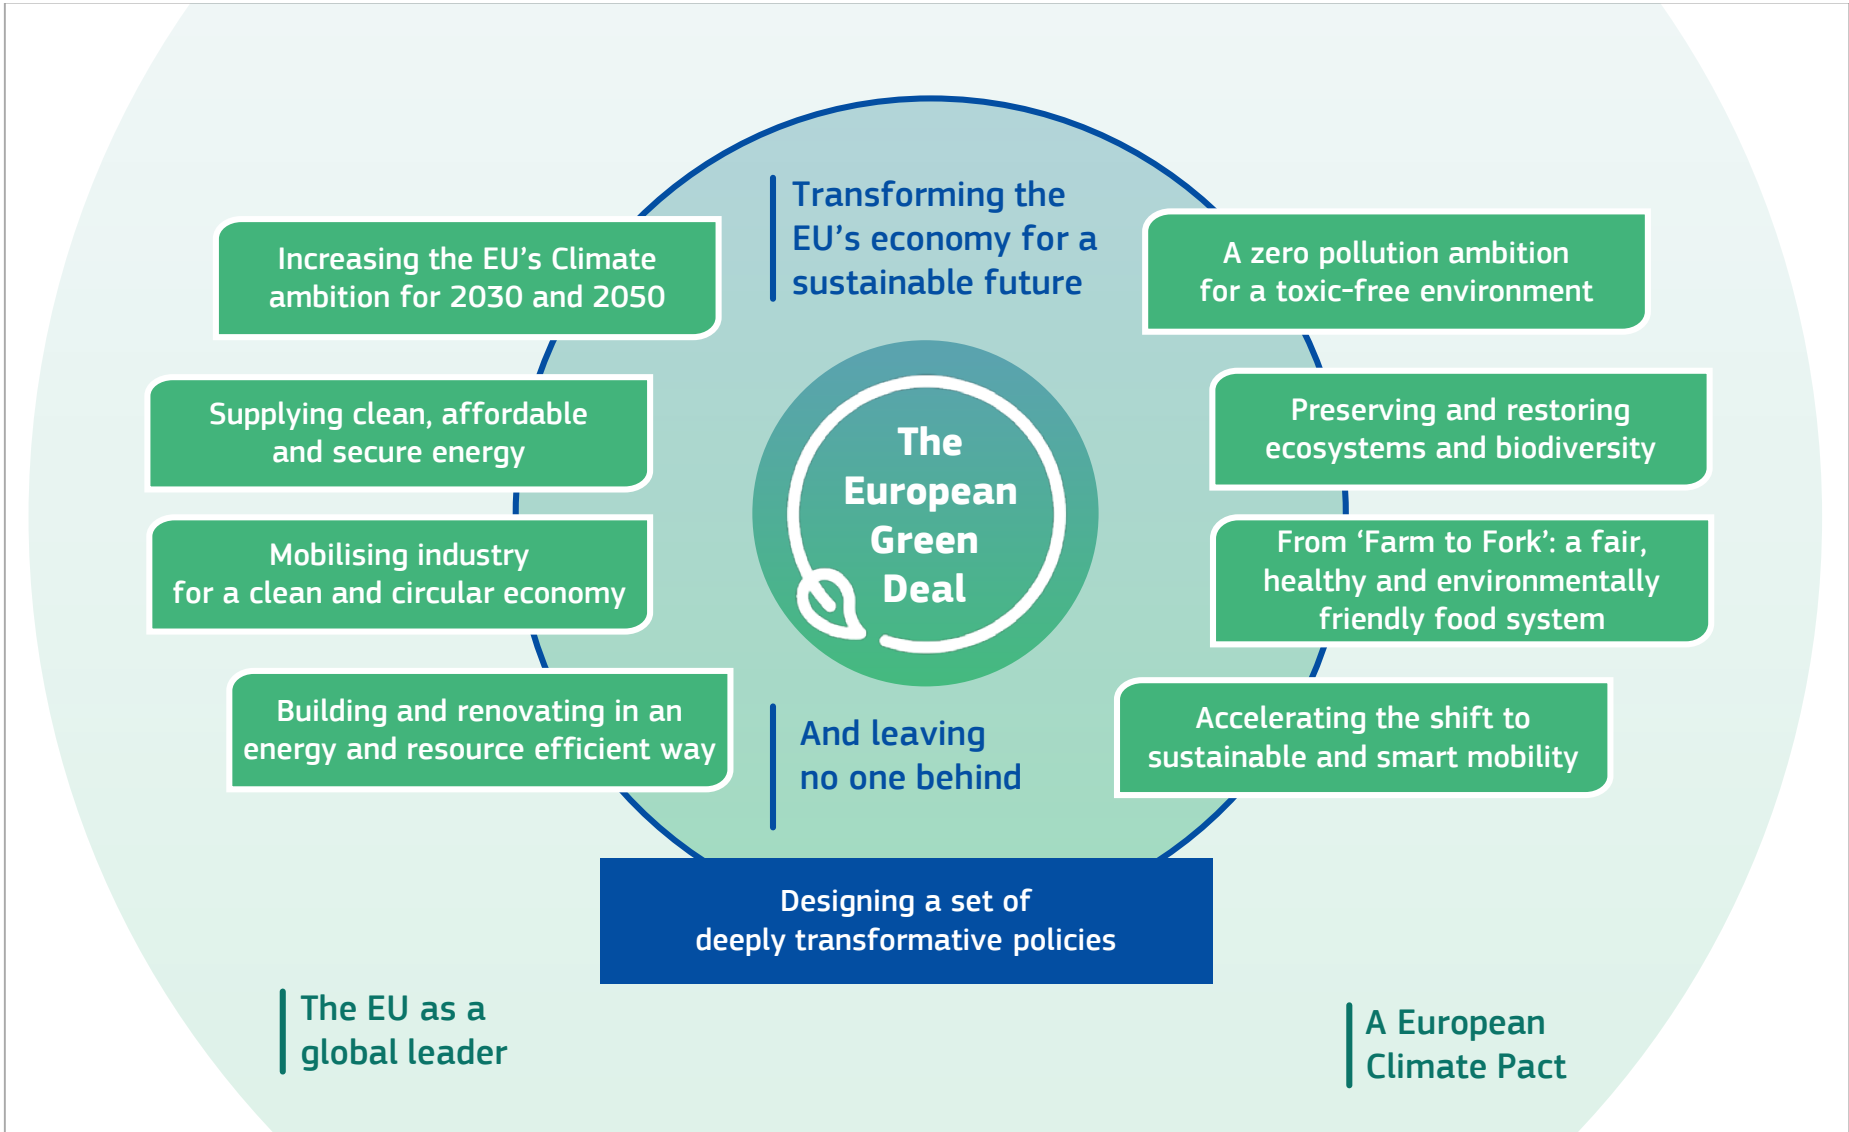 Transforming the
EU’s economy for a
sustainable future
Increasing the EU’s Climate
ambition for 2030 and 2050
Supplying clean, affordable
and secure energy
Mobilising industry
for a clean and circular economy
Building and renovating in an
energy and resource efficient way
The
European
Green
Deal
A zero pollution ambition
for a toxic-free environment
Preserving and restoring
ecosystems and biodiversity
From ‘Farm to Fork’: a fair,
healthy and environmentally
friendly food system
Accelerating the shift to
sustainable and smart mobility
And leaving
no one behind
Designing a set of
deeply transformative policies
The EU as a
global leader
A European
Climate Pact